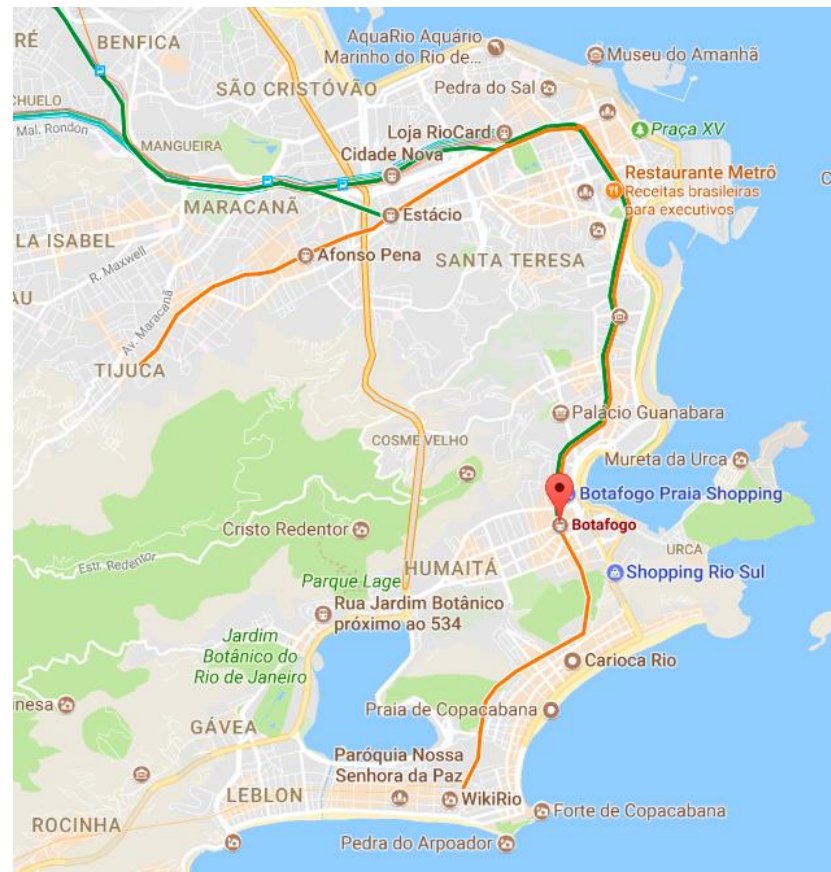 RÉ
BENFICA
AquaRio Aquário
Marinho do Rio de...
Museu do Amanhã
SÃO CRISTÓVÃO
Pedra do Sal
CHUELO
Mal. Rondon
MANGUEIRA
Loja RioCard
Praça XV
Cidade Nova
Restaurante Metrô
Receitas brasileiras
para executivos
MARACANÃ
Estácio
LA ISABEL
R. Maxwell
Afonso Pena
SANTA TERESA
AU
Av. Maracanã
TIJUCA
Palácio Guanabara
COSME VELHO
Mureta da Urca
Botafogo Praia Shopping
Cristo Redentor
Botafogo
URCA
Estr. Redentor
HUMAITÁ
Shopping Rio Sul
Parque Lage
Rua Jardim Botânico
próximo ao 534
Jardim
Botânico do
Rio de Janeiro
Carioca Rio
nesa
Praia de Copacabana
GÁVEA
Paróquia Nossa
Senhora da Paz
LEBLON
WikiRio
Forte de Copacabana
ROCINHA
Pedra do Arpoador
C